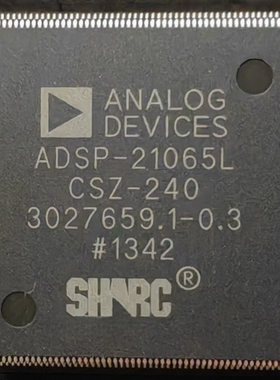 ANALOG
DEVICES
ADSP-21065L
CSZ-240
3027659.1-0.3
#1342
SHARC®